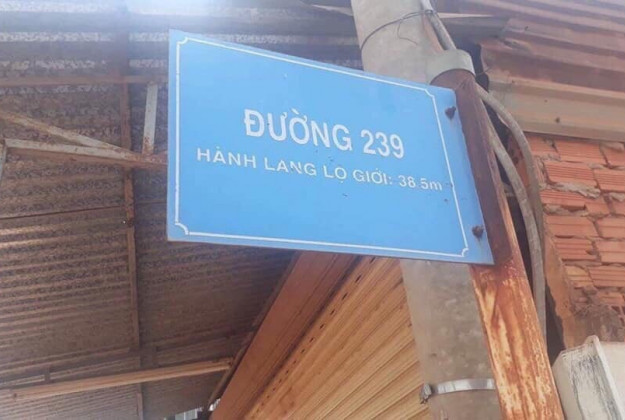 ĐƯỜNG 239
HÀNH LANG LỘ GIỚI: 38.5m